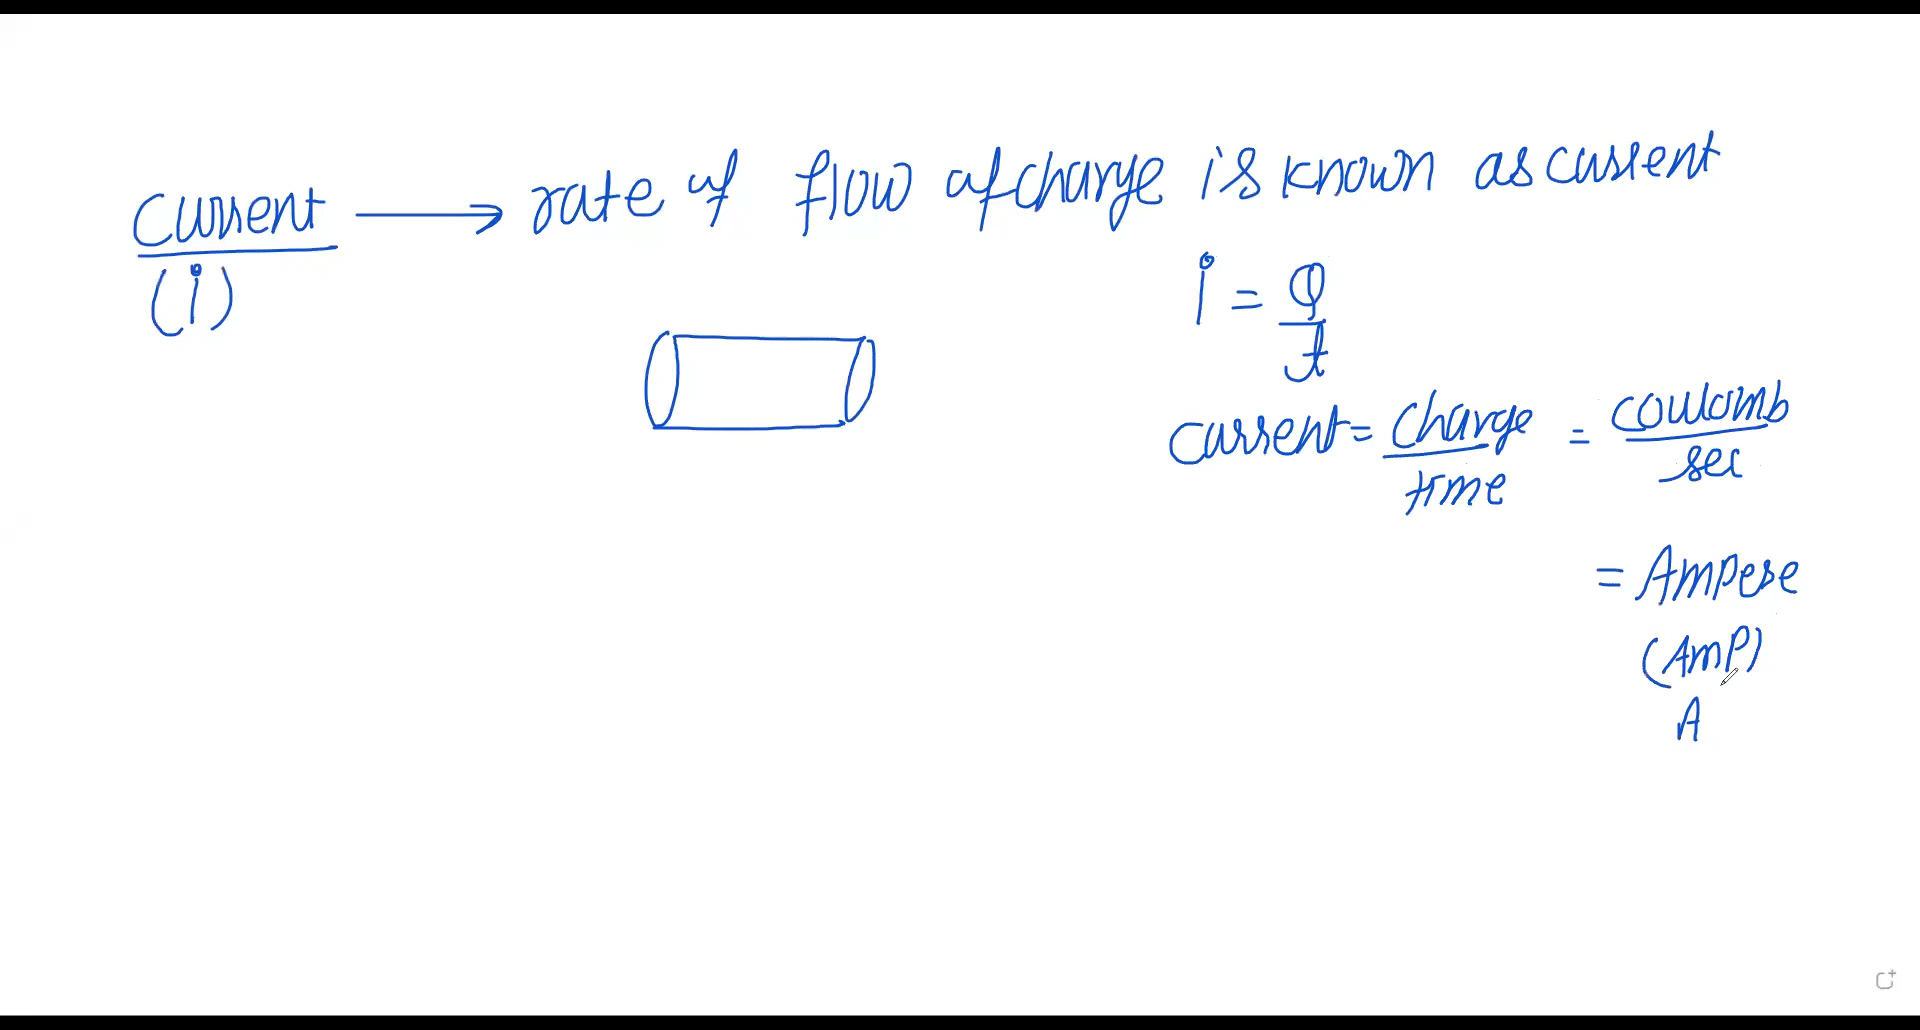 current → rate of flow of charge is known as current
(i)
i = Q/t
current = charge/time = coulomb/sec
= Ampere
(Amp)
A